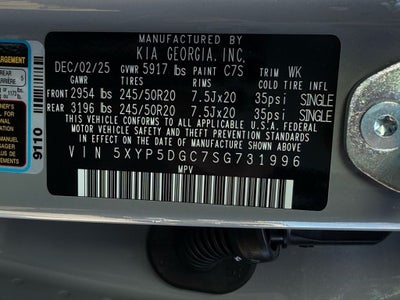 MANUFACTURED BY
KIA GEORGIA, INC.
DEC/02/25 GVWR 5917 lbs PAINT C7S TRIM WK
GAWR TIRES RIMS COLD TIRE INFL
FRONT 2954 lbs 245/50R20 7.5Jx20 35psi SINGLE
REAR 3196 lbs 245/50R20 7.5Jx20 35psi SINGLE
THIS VEHICLE CONFORMS TO ALL APPLICABLE U.S.A. FEDERAL
MOTOR VEHICLE SAFETY STANDARDS AND
THEFT PREVENTION STANDARDS
IN EFFECT ON THE DATE OF MANUFACTURE SHOWN ABOVE.
VIN 5XYP5DGC7SG731996
MPV
REAR
5
9110